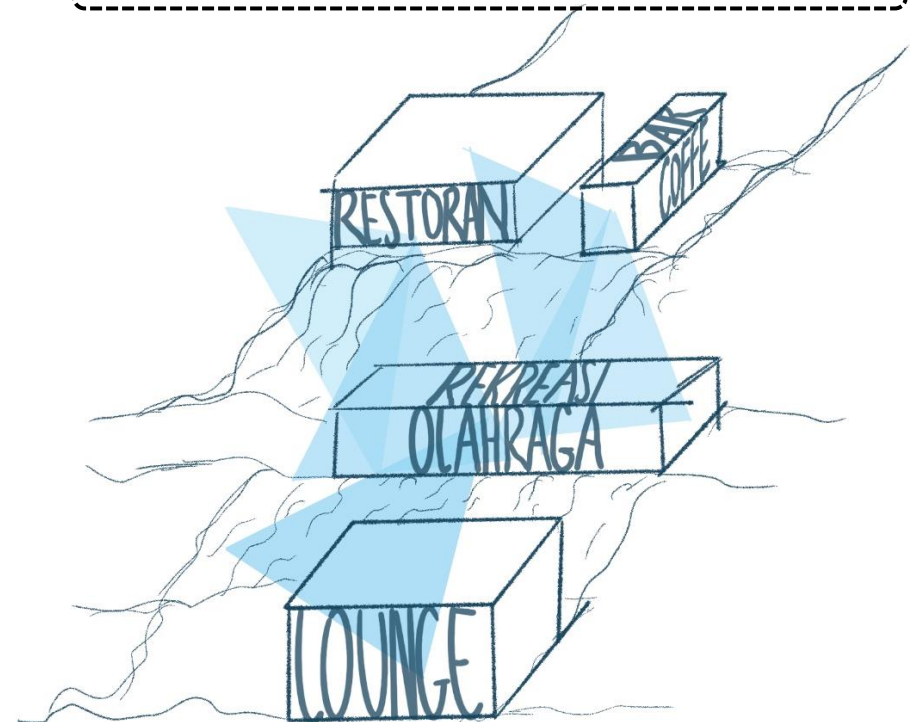 RESTORAN
BAR
COFFE
REKREASI
OLAHRAGA
LOUNGE